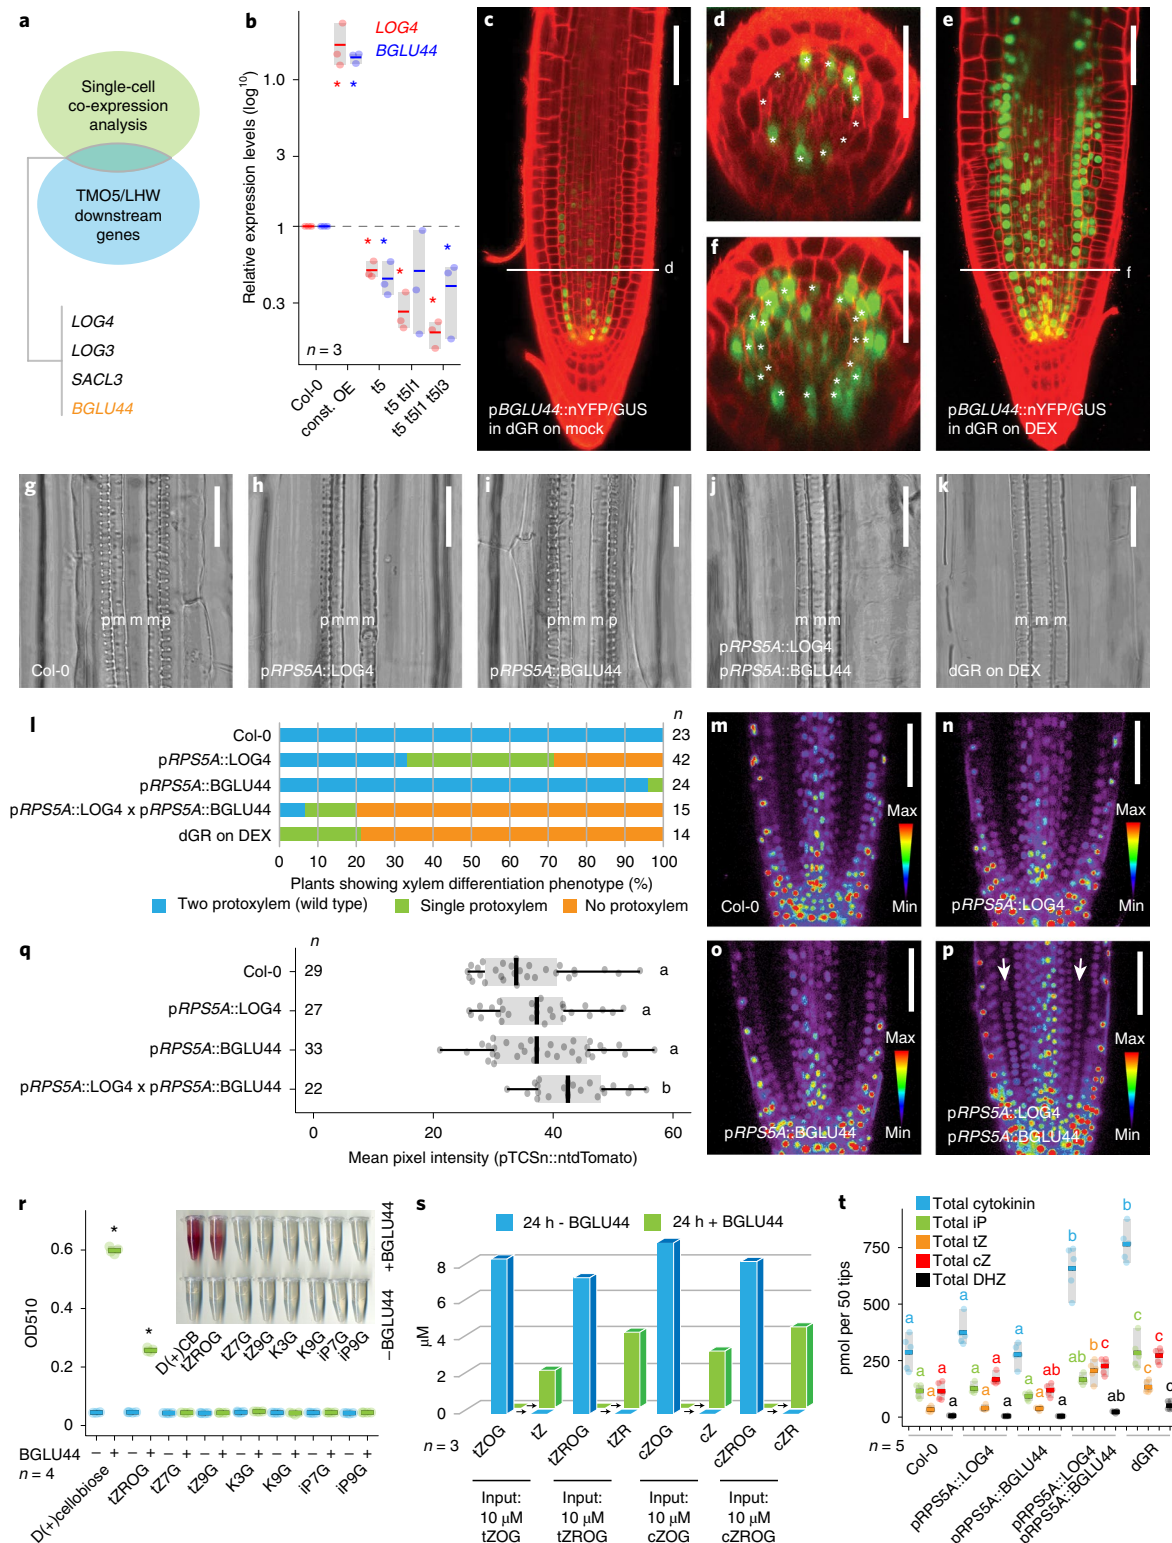 a
Single-cell
co-expression
analysis
TMO5/LHW
downstream
genes
LOG4
LOG3
SACL3
BGLU44
b
LOG4
BGLU44
Relative expression levels (log10)
1.0
3
1
0.3
* *
* * * * *
n = 3
Col-0
const. OE
t5
t5 t5l1
t5 t5l1 t5l3
c
d
pBGLU44::nYFP/GUS
in dGR on mock
d
f
e
f
pBGLU44::nYFP/GUS
in dGR on DEX
g
p m m m p
Col-0
h
p m m m
pRPS5A::LOG4
i
p m m m p
pRPS5A::BGLU44
j
m m m
pRPS5A::LOG4
pRPS5A::BGLU44
k
m m m
dGR on DEX
l
n
Col-0 23
pRPS5A::LOG4 42
pRPS5A::BGLU44 24
pRPS5A::LOG4 x pRPS5A::BGLU44 15
dGR on DEX 14
0 10 20 30 40 50 60 70 80 90 100
Plants showing xylem differentiation phenotype (%)
Two protoxylem (wild type) Single protoxylem No protoxylem
m
Max
Min
Col-0
n
Max
Min
pRPS5A::LOG4
o
Max
Min
pRPS5A::BGLU44
p
Max
Min
pRPS5A::LOG4
pRPS5A::BGLU44
q
n
Col-0 29 a
pRPS5A::LOG4 27 a
pRPS5A::BGLU44 33 a
pRPS5A::LOG4 x pRPS5A::BGLU44 22 b
0 20 40 60
Mean pixel intensity (pTCSn::ntdTomato)
r
OD510
0.6
0.4
0.2
0
*
*
+BGLU44
–BGLU44
D(+)CB
tZROG
tZ7G
tZ9G
K3G
K9G
iP7G
iP9G
BGLU44 – + – + – + – + – + – + – + – +
n = 4
D(+)cellobiose
tZROG
tZ7G
tZ9G
K3G
K9G
iP7G
iP9G
s
24 h - BGLU44 24 h + BGLU44
µM
8
6
4
2
0
n = 3
tZOG
tZ
tZROG
tZR
cZOG
cZ
cZROG
cZR
Input: 10 µM tZOG
Input: 10 µM tZROG
Input: 10 µM cZOG
Input: 10 µM cZROG
t
Total cytokinin
Total iP
Total tZ
Total cZ
Total DHZ
pmol per 50 tips
750
500
250
0
a a a a a
a a a a a
a a a ab a
b ab b c ab
b c c c c
n = 5
Col-0
pRPS5A::LOG4
pRPS5A::BGLU44
pRPS5A::LOG4
pRPS5A::BGLU44
dGR